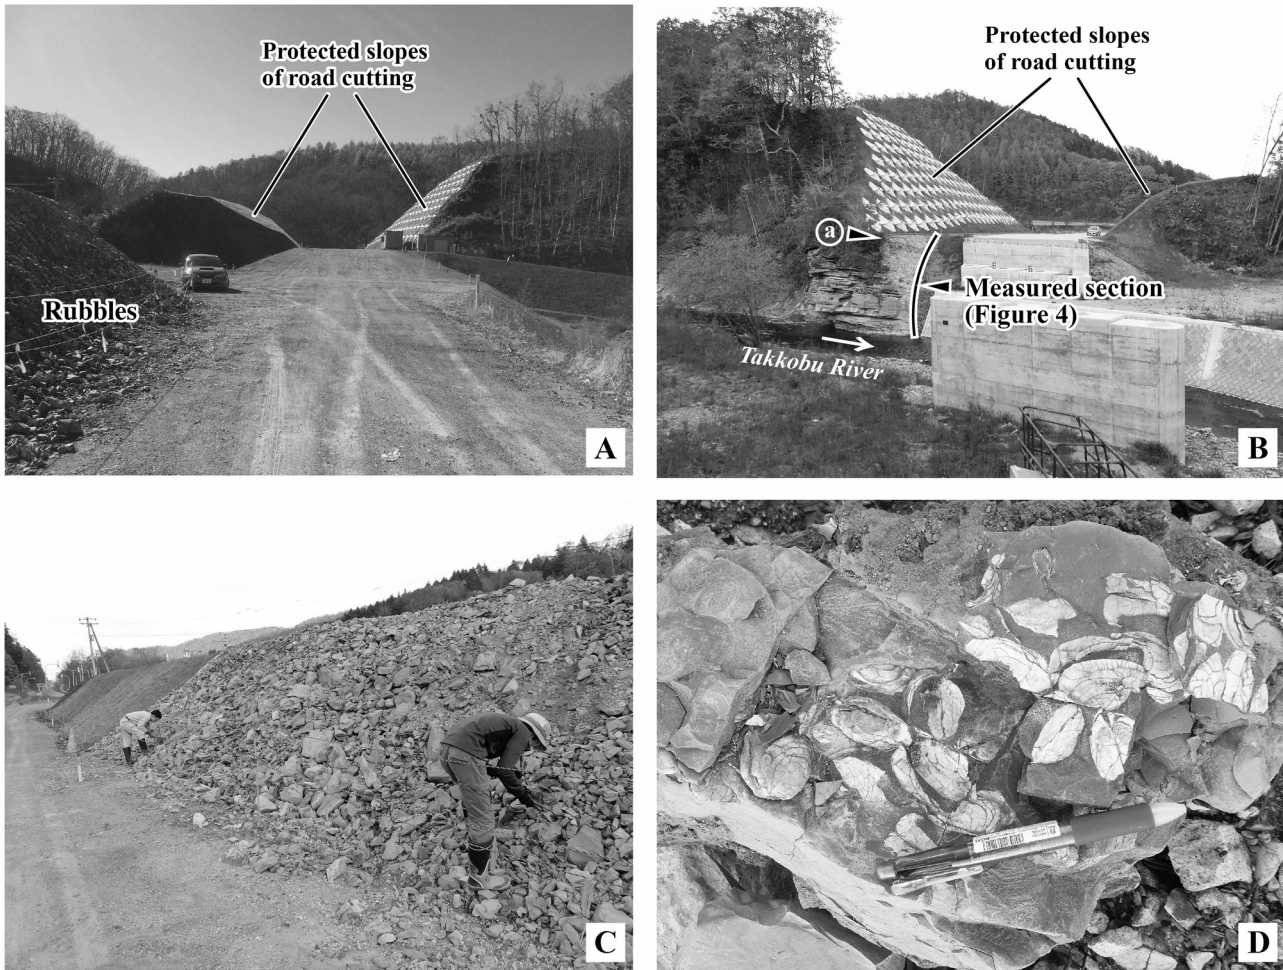 Protected slopes
of road cutting
Rubbles
A
Protected slopes
of road cutting
a
Measured section
(Figure 4)
Takkobu River
B
C
D